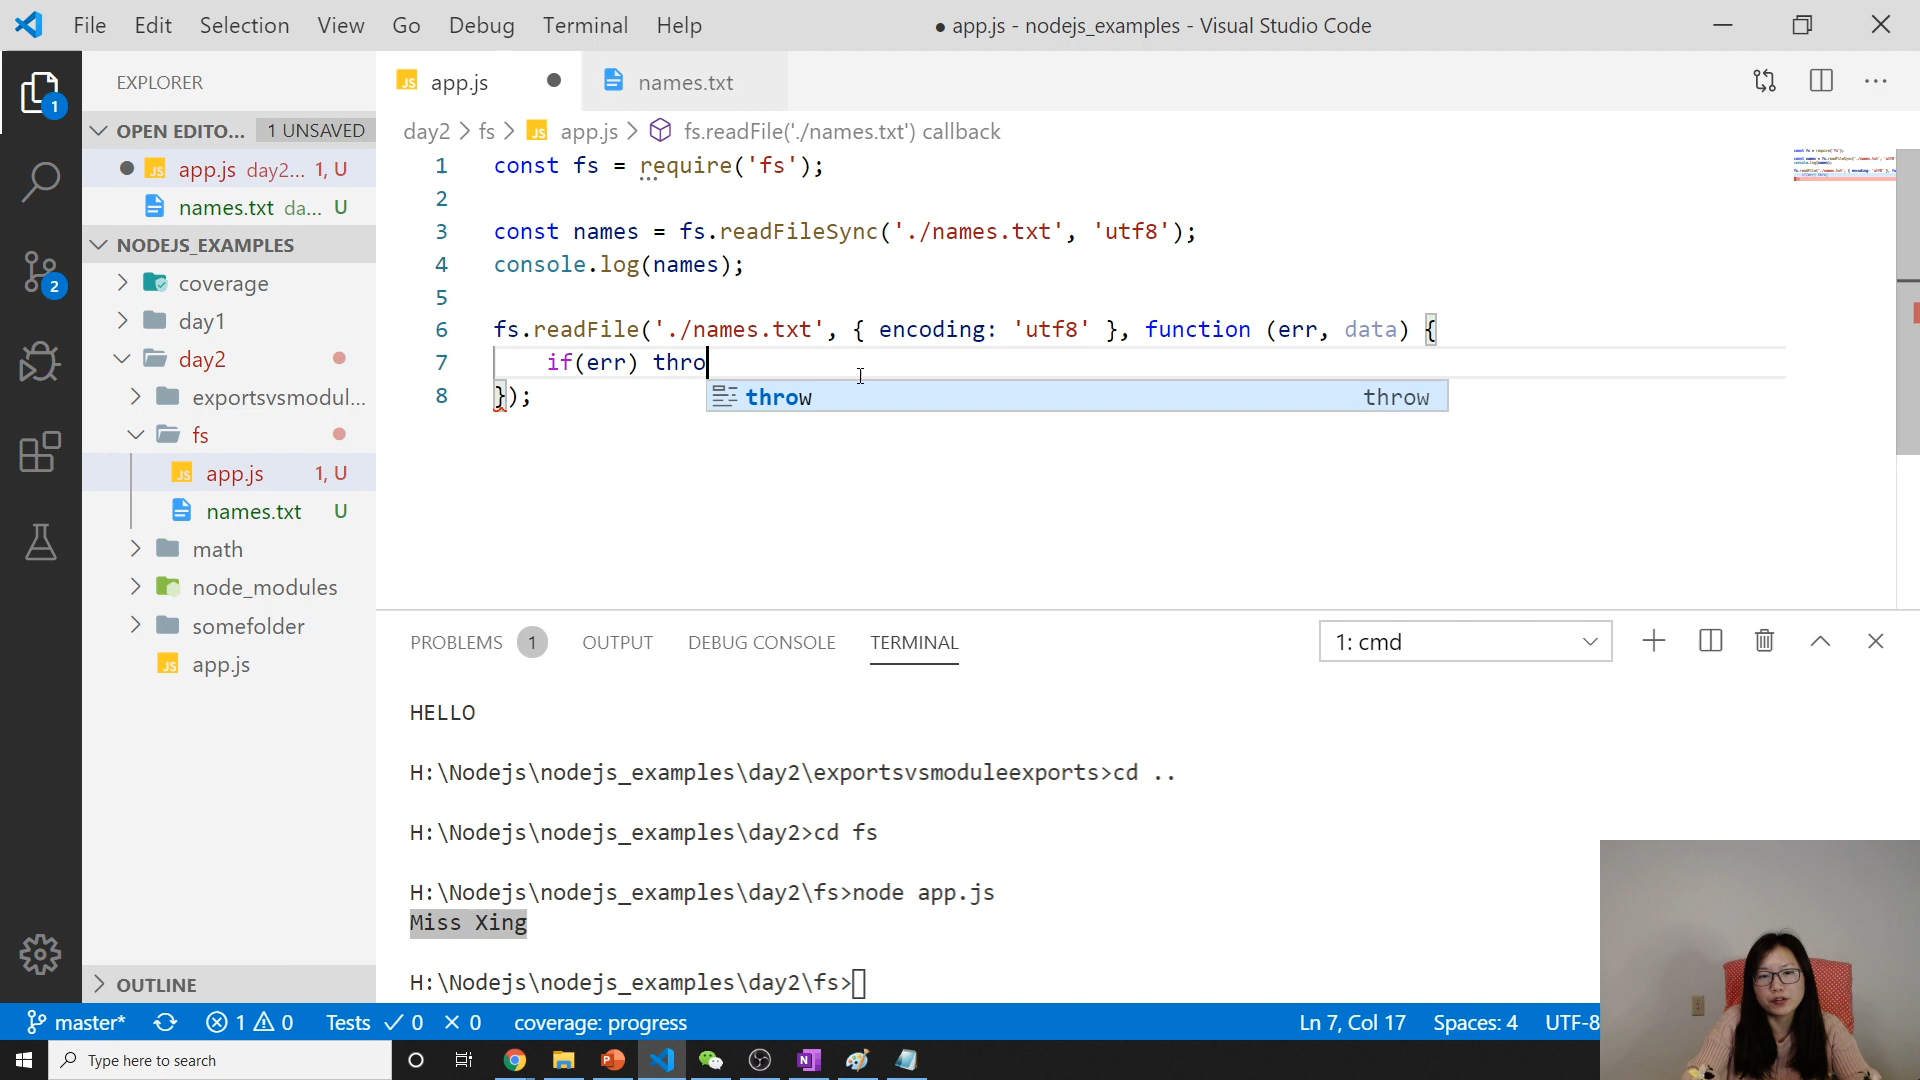 File Edit Selection View Go Debug Terminal Help
● app.js - nodejs_examples - Visual Studio Code
EXPLORER
OPEN EDITO... 1 UNSAVED
app.js day2... 1, U
names.txt da... U
NODEJS_EXAMPLES
coverage
day1
day2
exportsvsmodul...
fs
app.js 1, U
names.txt U
math
node_modules
somefolder
app.js
OUTLINE
app.js
names.txt
day2 > fs > app.js > fs.readFile('./names.txt') callback
1 const fs = require('fs');
2
3 const names = fs.readFileSync('./names.txt', 'utf8');
4 console.log(names);
5
6 fs.readFile('./names.txt', { encoding: 'utf8' }, function (err, data) {
7 if(err) thro
throw throw
8 });
PROBLEMS 1 OUTPUT DEBUG CONSOLE TERMINAL 1: cmd
HELLO
H:\Nodejs\nodejs_examples\day2\exportsvsmoduleexports>cd ..
H:\Nodejs\nodejs_examples\day2>cd fs
H:\Nodejs\nodejs_examples\day2\fs>node app.js
Miss Xing
H:\Nodejs\nodejs_examples\day2\fs>
master* 1 0 Tests 0 0 coverage: progress Ln 7, Col 17 Spaces: 4 UTF-8
Type here to search